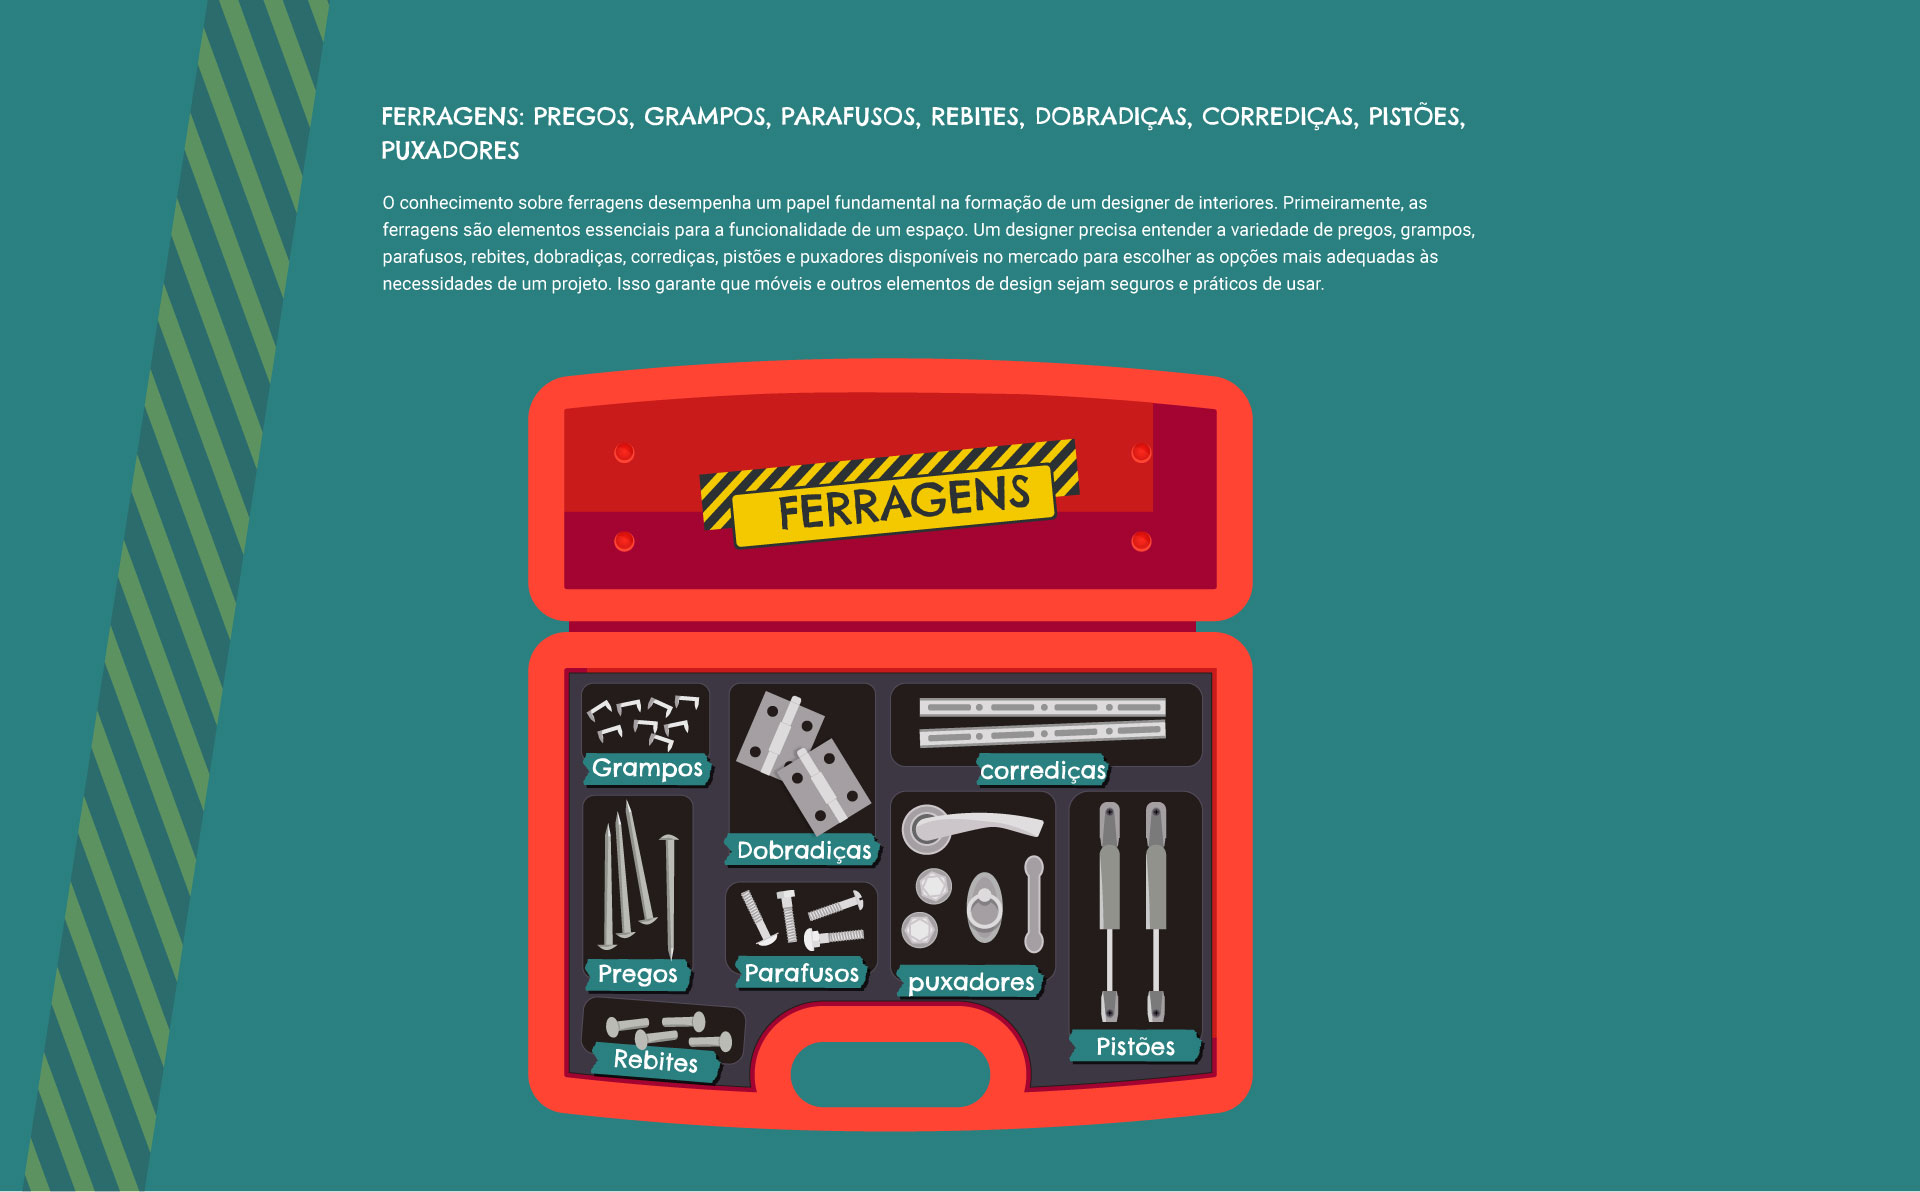 FERRAGENS: PREGOS, GRAMPOS, PARAFUSOS, REBITES, DOBRADIÇAS, CORREDIÇAS, PISTÕES,
PUXADORES
O conhecimento sobre ferragens desempenha um papel fundamental na formação de um designer de interiores. Primeiramente, as
ferragens são elementos essenciais para a funcionalidade de um espaço. Um designer precisa entender a variedade de pregos, grampos,
parafusos, rebites, dobradiças, corrediças, pistões e puxadores disponíveis no mercado para escolher as opções mais adequadas às
necessidades de um projeto. Isso garante que móveis e outros elementos de design sejam seguros e práticos de usar.
FERRAGENS
Grampos
corrediças
Dobradiças
Pregos
Parafusos
puxadores
Rebites
Pistões